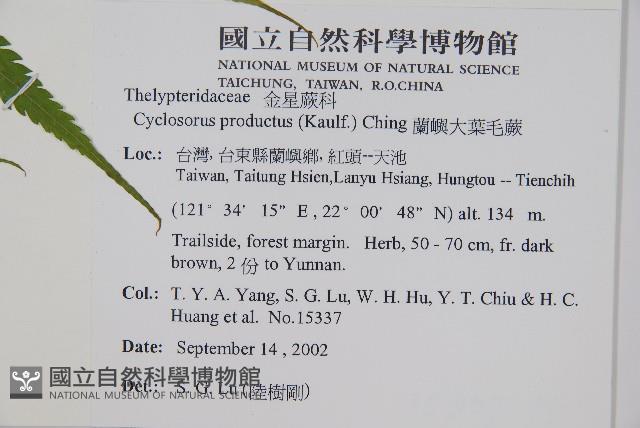 國立自然科學博物館
NATIONAL MUSEUM OF NATURAL SCIENCE
TAICHUNG, TAIWAN, R.O.CHINA
Thelypteridaceae 金星蕨科
Cyclosorus productus (Kaulf.) Ching 蘭嶼大葉毛蕨
Loc.: 台灣, 台東縣蘭嶼鄉, 紅頭--天池
Taiwan, Taitung Hsien,Lanyu Hsiang, Hungtou -- Tienchih
(121° 34′ 15″ E , 22° 00′ 48″ N) alt. 134 m.
Trailside, forest margin. Herb, 50 - 70 cm, fr. dark
brown, 2 份 to Yunnan.
Col.: T. Y. A. Yang, S. G. Lu, W. H. Hu, Y. T. Chiu & H. C.
Huang et al. No.15337
Date: September 14 , 2002
國立自然科學博物館
NATIONAL MUSEUM OF NATURAL SCIENCE
Det.: S. G. Lu (陸樹剛)